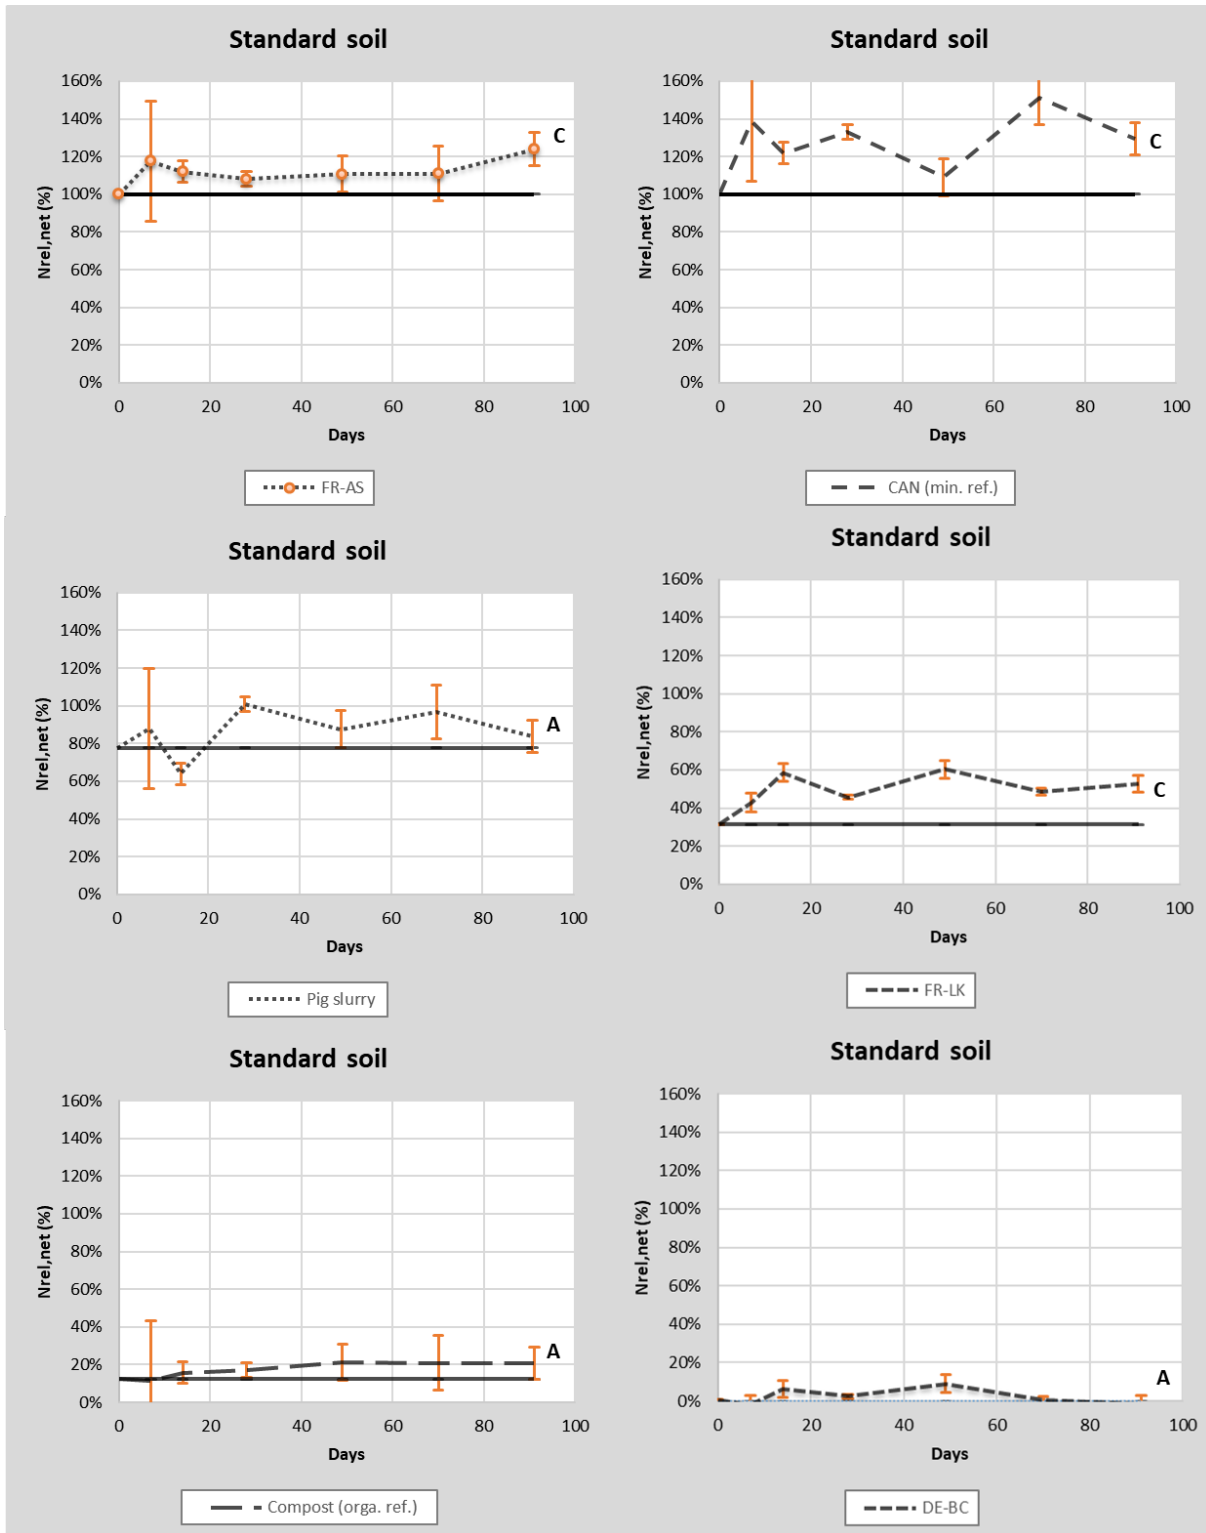 Standard soil
160%
140%
120%
100%
80%
60%
40%
20%
0%
Nrel,net (%)
C
0 20 40 60 80 100
Days
FR-AS
Standard soil
160%
140%
120%
100%
80%
60%
40%
20%
0%
Nrel,net (%)
C
0 20 40 60 80 100
Days
CAN (min. ref.)
Standard soil
160%
140%
120%
100%
80%
60%
40%
20%
0%
Nrel,net (%)
A
0 20 40 60 80 100
Days
Pig slurry
Standard soil
160%
140%
120%
100%
80%
60%
40%
20%
0%
Nrel,net (%)
C
0 20 40 60 80 100
Days
FR-LK
Standard soil
160%
140%
120%
100%
80%
60%
40%
20%
0%
Nrel,net (%)
A
0 20 40 60 80 100
Days
Compost (orga. ref.)
Standard soil
160%
140%
120%
100%
80%
60%
40%
20%
0%
Nrel,net (%)
A
0 20 40 60 80 100
Days
DE-BC